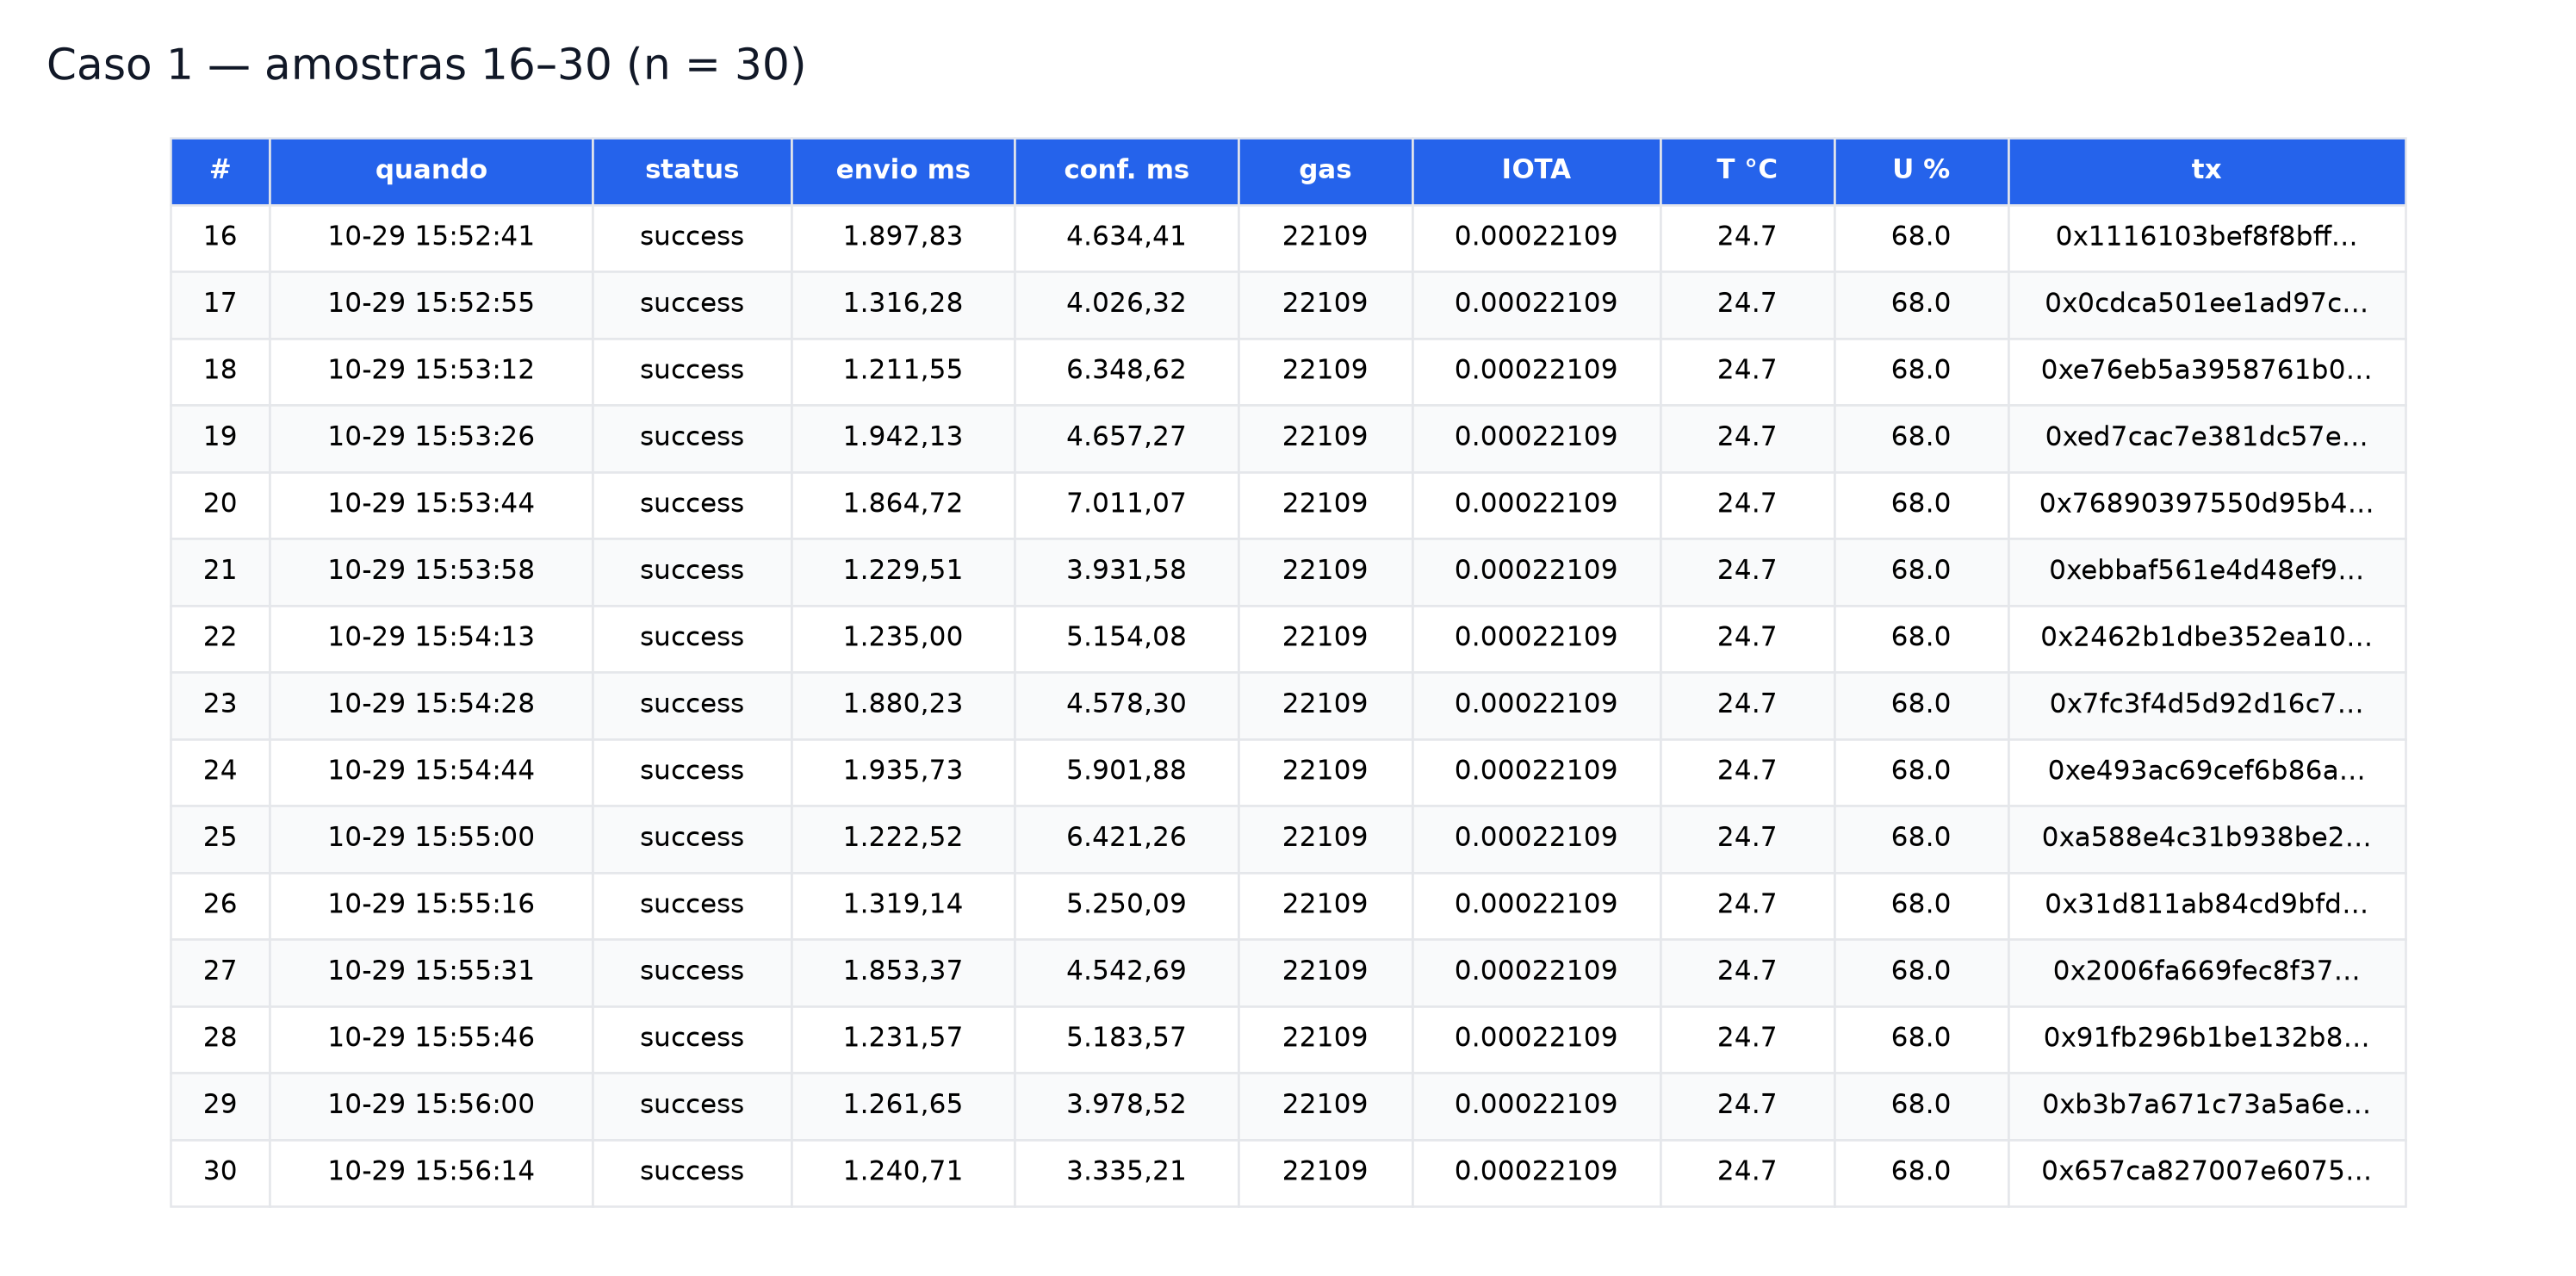 Caso 1 — amostras 16–30 (n = 30)
# quando status envio ms conf. ms gas IOTA T °C U % tx
16 10-29 15:52:41 success 1.897,83 4.634,41 22109 0.00022109 24.7 68.0 0x1116103bef8f8bff...
17 10-29 15:52:55 success 1.316,28 4.026,32 22109 0.00022109 24.7 68.0 0x0cdca501ee1ad97c...
18 10-29 15:53:12 success 1.211,55 6.348,62 22109 0.00022109 24.7 68.0 0xe76eb5a3958761b0...
19 10-29 15:53:26 success 1.942,13 4.657,27 22109 0.00022109 24.7 68.0 0xed7cac7e381dc57e...
20 10-29 15:53:44 success 1.864,72 7.011,07 22109 0.00022109 24.7 68.0 0x76890397550d95b4...
21 10-29 15:53:58 success 1.229,51 3.931,58 22109 0.00022109 24.7 68.0 0xebbaf561e4d48ef9...
22 10-29 15:54:13 success 1.235,00 5.154,08 22109 0.00022109 24.7 68.0 0x2462b1dbe352ea10...
23 10-29 15:54:28 success 1.880,23 4.578,30 22109 0.00022109 24.7 68.0 0x7fc3f4d5d92d16c7...
24 10-29 15:54:44 success 1.935,73 5.901,88 22109 0.00022109 24.7 68.0 0xe493ac69cef6b86a...
25 10-29 15:55:00 success 1.222,52 6.421,26 22109 0.00022109 24.7 68.0 0xa588e4c31b938be2...
26 10-29 15:55:16 success 1.319,14 5.250,09 22109 0.00022109 24.7 68.0 0x31d811ab84cd9bfd...
27 10-29 15:55:31 success 1.853,37 4.542,69 22109 0.00022109 24.7 68.0 0x2006fa669fec8f37...
28 10-29 15:55:46 success 1.231,57 5.183,57 22109 0.00022109 24.7 68.0 0x91fb296b1be132b8...
29 10-29 15:56:00 success 1.261,65 3.978,52 22109 0.00022109 24.7 68.0 0xb3b7a671c73a5a6e...
30 10-29 15:56:14 success 1.240,71 3.335,21 22109 0.00022109 24.7 68.0 0x657ca827007e6075...